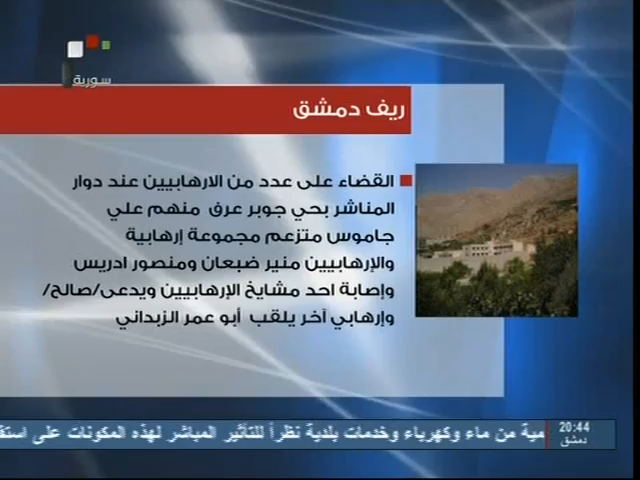 سورية
ريف دمشق
القضاء على عدد من الارهابيين عند دوار
المناشر بحي جوبر عرف منهم علي
جاموس متزعم مجموعة إرهابية
والإرهابيين منير ضبعان ومنصور ادريس
وإصابة احد مشايخ الإرهابيين ويدعى/صالح/
وإرهابي آخر يلقب أبو عمر الزبداني
20:44
دمشق
مية من ماء وكهرباء وخدمات بلدية نظراً للتأثير المباشر لهذه المكونات على استق